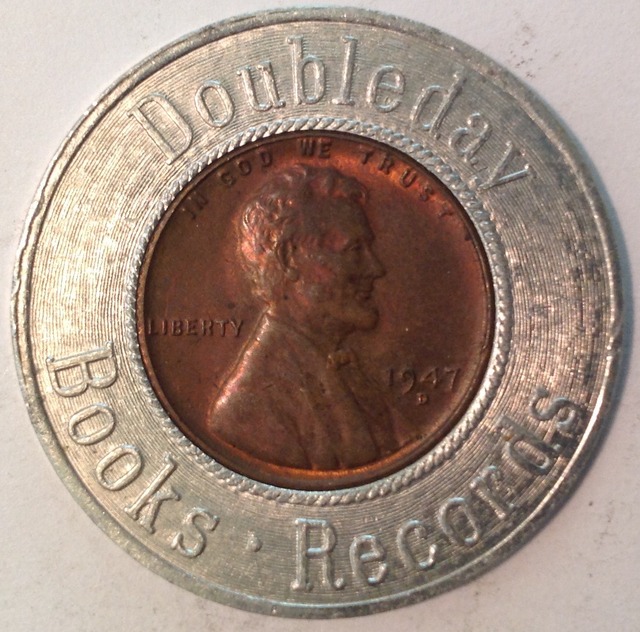 Doubleday
Books · Records
IN GOD WE TRUST
LIBERTY
1947
D